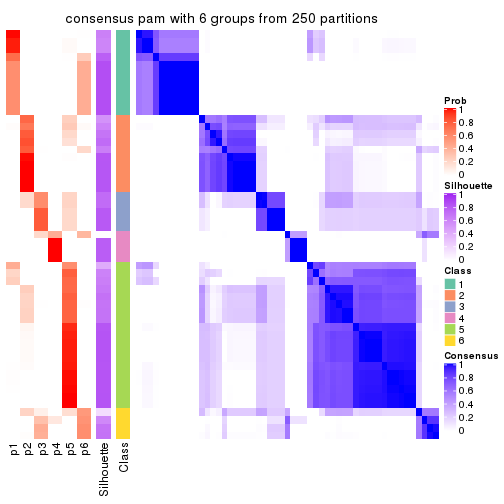 consensus pam with 6 groups from 250 partitions
Prob
1
0.8
0.6
0.4
0.2
0
Silhouette
1
0.8
0.6
0.4
0.2
0
Class
1
2
3
4
5
6
Consensus
1
0.8
0.6
0.4
0.2
0
p1
p2
p3
p4
p5
p6
Silhouette
Class